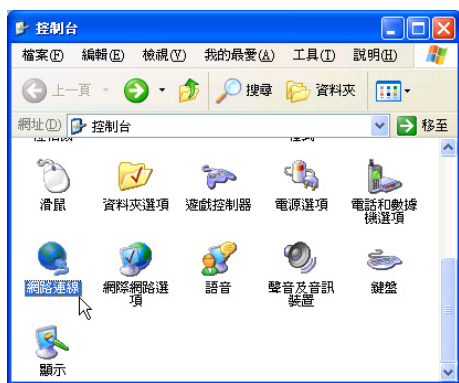 控制台
檔案(F) 編輯(E) 檢視(V) 我的最愛(A) 工具(T) 說明(H)
上一頁 搜尋 資料夾
網址(D) 控制台 移至
滑鼠 資料夾選項 遊戲控制器 電源選項 電話和數據
機選項
網路連線 網際網路選 語音 聲音及音訊 鍵盤
項 裝置
顯示